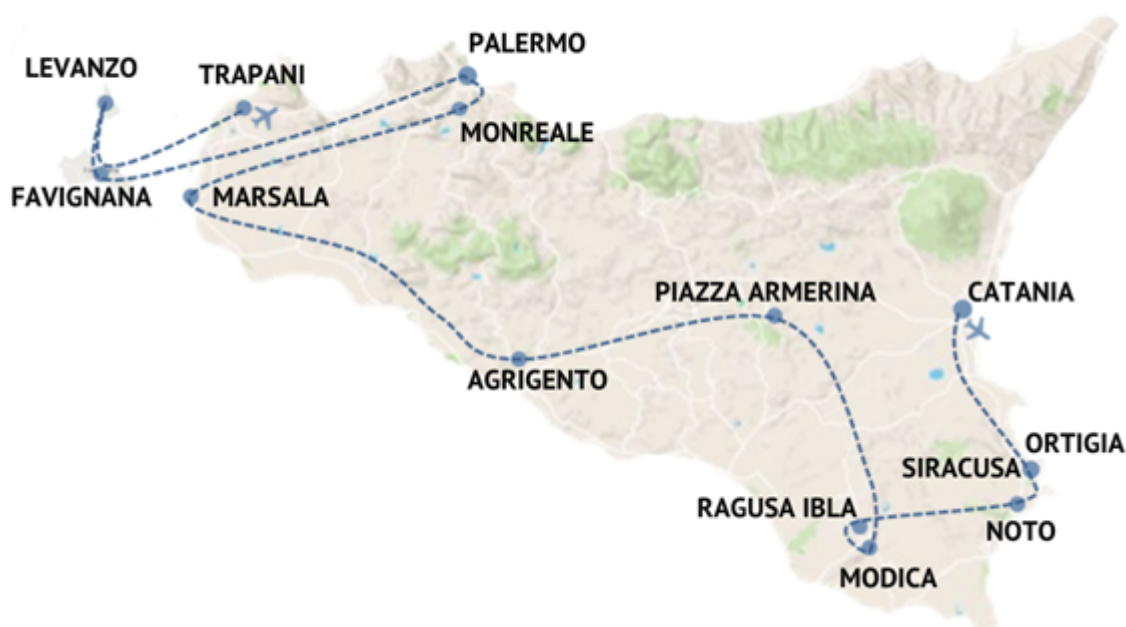 PALERMO
LEVANZO
TRAPANI
MONREALE
FAVIGNANA
MARSALA
PIAZZA ARMERINA
CATANIA
AGRIGENTO
ORTIGIA
SIRACUSA
RAGUSA IBLA
NOTO
MODICA